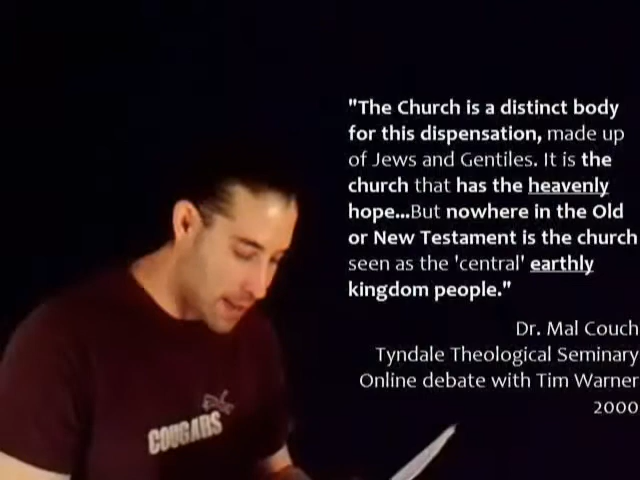 "The Church is a distinct body
for this dispensation, made up
of Jews and Gentiles. It is the
church that has the heavenly
hope...But nowhere in the Old
or New Testament is the church
seen as the 'central' earthly
kingdom people."
Dr. Mal Couch
Tyndale Theological Seminary
Online debate with Tim Warner
2000
COUGARS